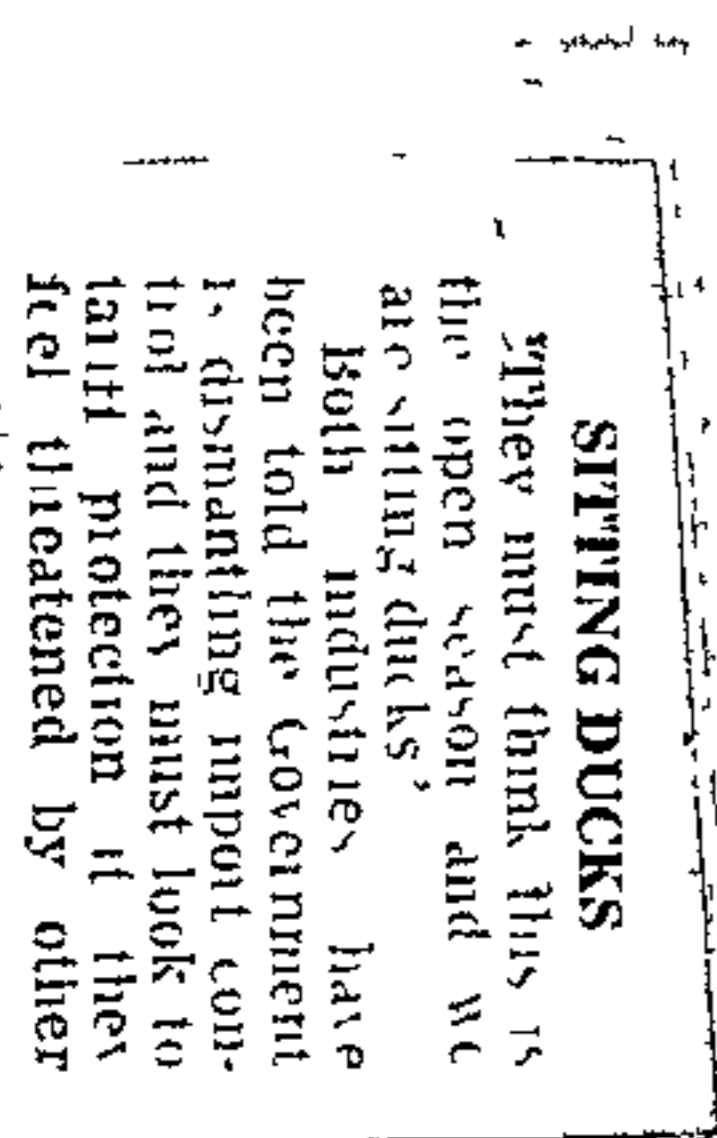 SITTING DUCKS
They must think this is
the open season and we
are sitting ducks’
Both industries have
been told the Government
is dismantling import con-
trol and they must look to
tariff protection if they
feel threatened by other